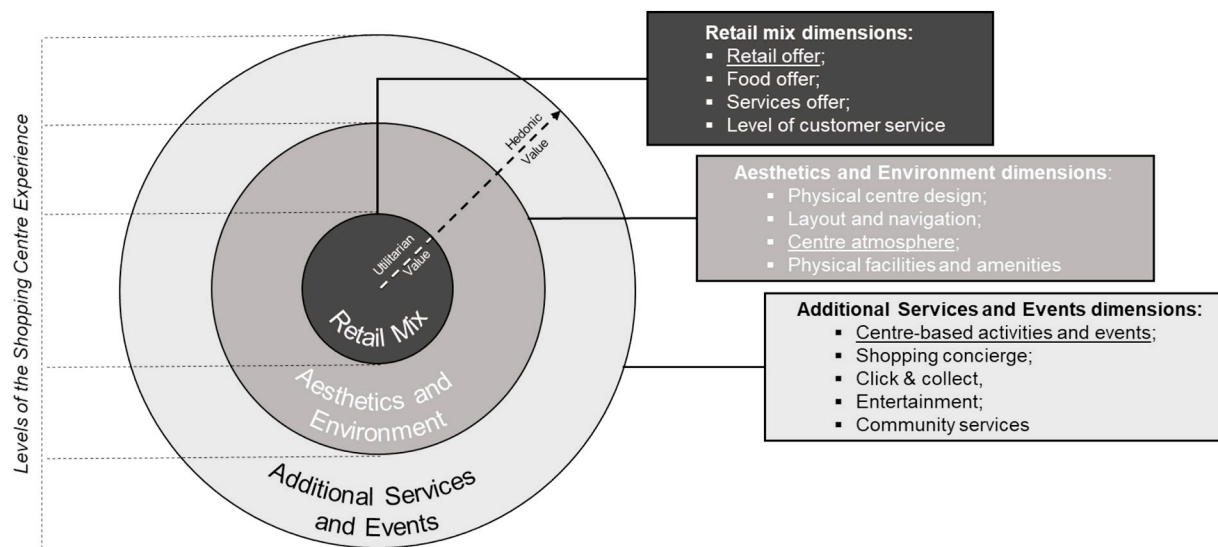 Levels of the Shopping Centre Experience
Hedonic
Value
Utilitarian
Value
Retail Mix
Aesthetics and
Environment
Additional Services
and Events
Retail mix dimensions:
▪ Retail offer;
▪ Food offer;
▪ Services offer;
▪ Level of customer service
Aesthetics and Environment dimensions:
▪ Physical centre design;
▪ Layout and navigation;
▪ Centre atmosphere;
▪ Physical facilities and amenities
Additional Services and Events dimensions:
▪ Centre-based activities and events;
▪ Shopping concierge;
▪ Click & collect,
▪ Entertainment;
▪ Community services